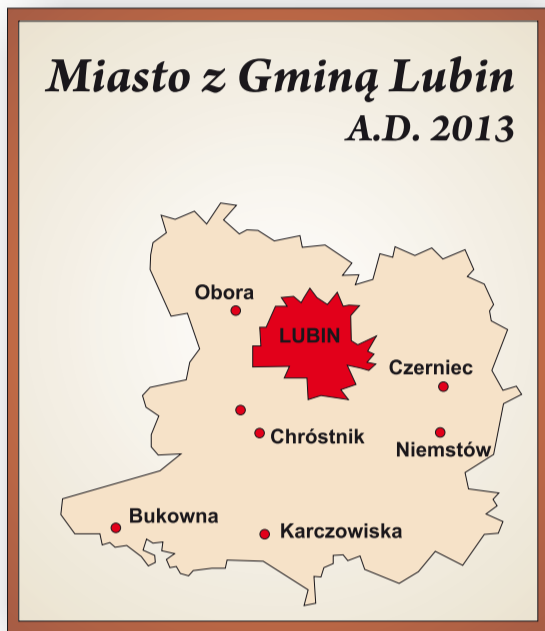 Miasto z Gminą Lubin
A.D. 2013
Obora
LUBIN
Czerniec
Chróstnik
Niemstów
Bukowna
Karczowiska